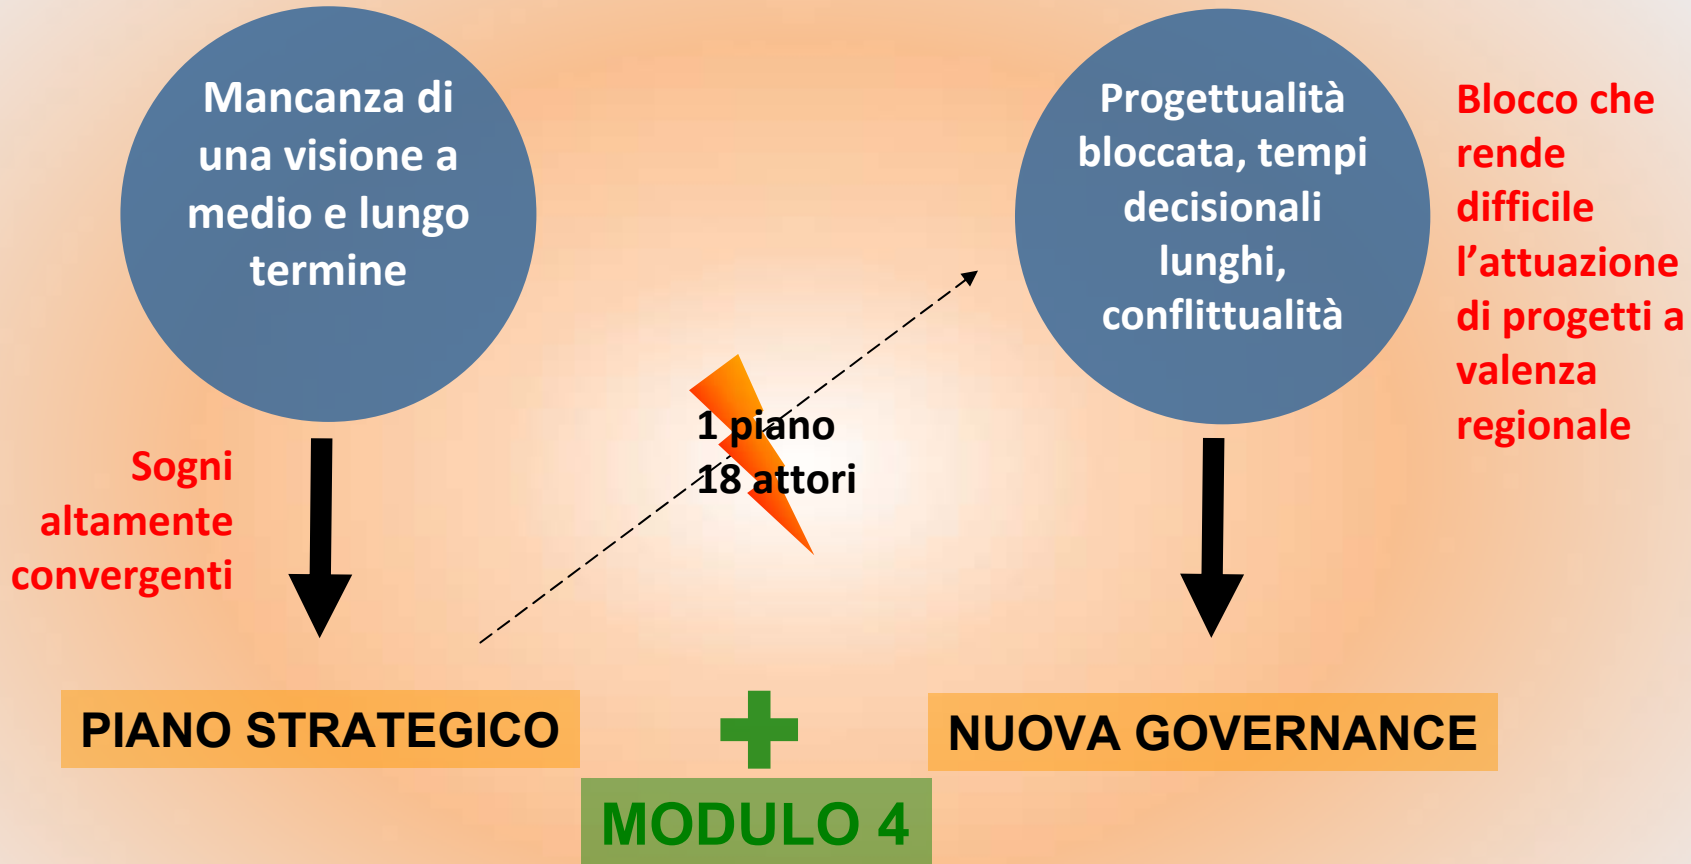 Mancanza di
una visione a
medio e lungo
termine
Progettualità
bloccata, tempi
decisionali
lunghi,
conflittualità
Blocco che
rende
difficile
l’attuazione
di progetti a
valenza
regionale
1 piano
18 attori
Sogni
altamente
convergenti
PIANO STRATEGICO
NUOVA GOVERNANCE
MODULO 4